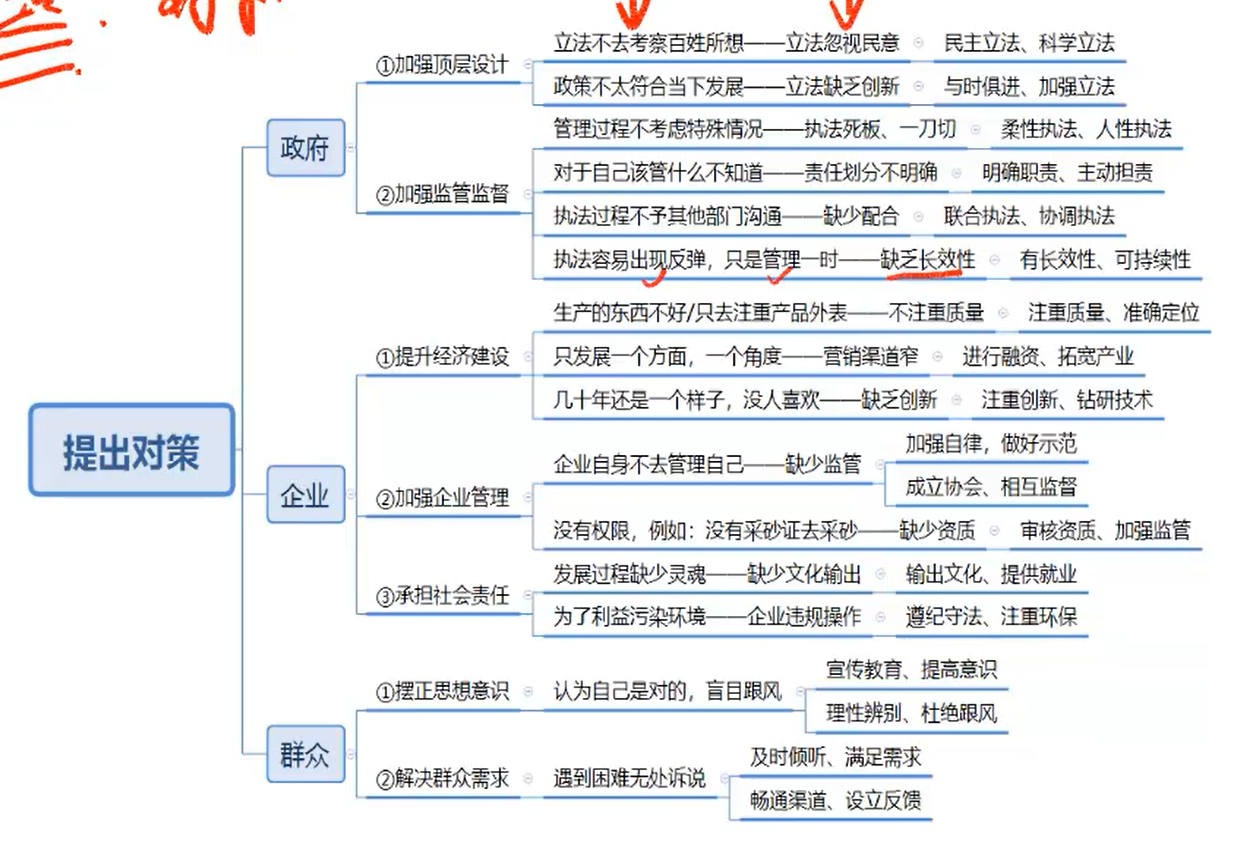 提出对策
政府
①加强顶层设计
立法不去考察百姓所想——立法忽视民意 民主立法、科学立法
政策不太符合当下发展——立法缺乏创新 与时俱进、加强立法
②加强监管监督
管理过程不考虑特殊情况——执法死板、一刀切 柔性执法、人性执法
对于自己该管什么不知道——责任划分不明确 明确职责、主动担责
执法过程不予其他部门沟通——缺少配合 联合执法、协调执法
执法容易出现反弹，只是管理一时——缺乏长效性 有长效性、可持续性
企业
①提升经济建设
生产的东西不好/只去注重产品外表——不注重质量 注重质量、准确定位
只发展一个方面，一个角度——营销渠道窄 进行融资、拓宽产业
几十年还是一个样子，没人喜欢——缺乏创新 注重创新、钻研技术
②加强企业管理
企业自身不去管理自己——缺少监管
加强自律，做好示范
成立协会、相互监督
没有权限，例如：没有采砂证去采砂——缺少资质 审核资质、加强监管
③承担社会责任
发展过程缺少灵魂——缺少文化输出 输出文化、提供就业
为了利益污染环境——企业违规操作 遵纪守法、注重环保
群众
①摆正思想意识
认为自己是对的，盲目跟风
宣传教育、提高意识
理性辨别、杜绝跟风
②解决群众需求
遇到困难无处诉说
及时倾听、满足需求
畅通渠道、设立反馈